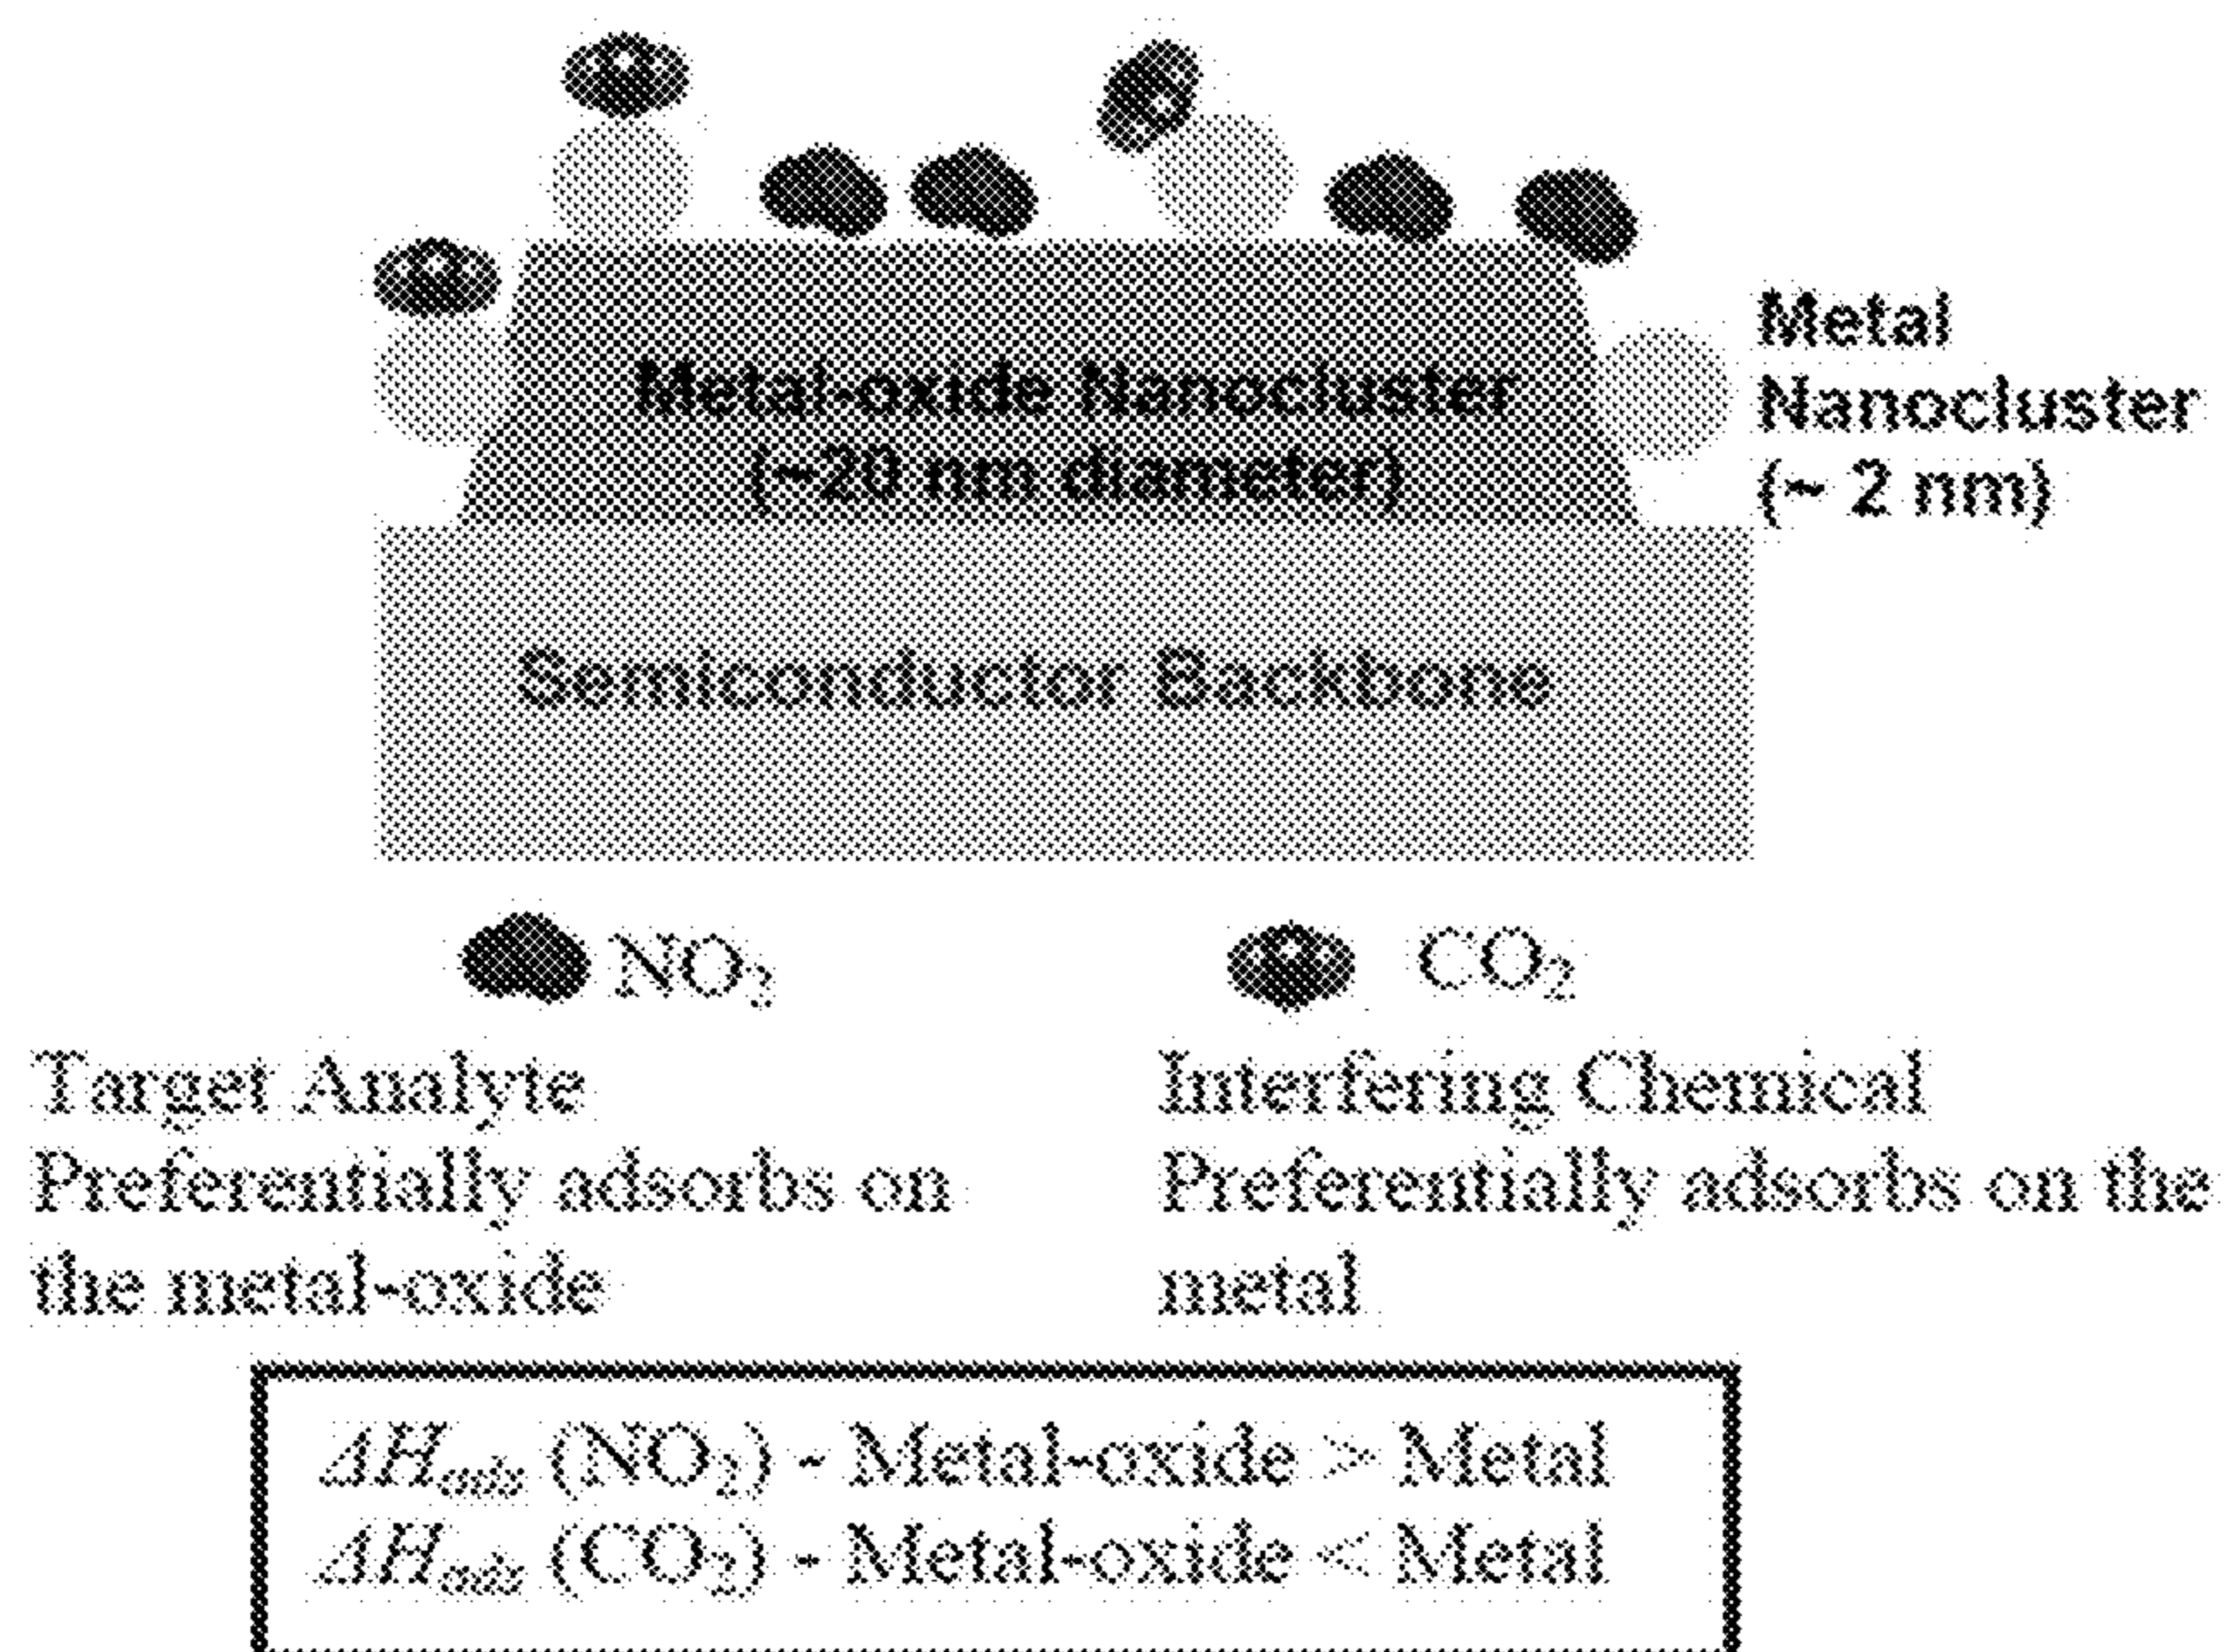 Metal
Nanocluster
(~ 2 nm)
Metal-oxide Nanocluster
(~20 nm diameter)
Semiconductor Backbone
NO₂
CO₂
Target Analyte
Preferentially adsorbs on
the metal-oxide
Interfering Chemical
Preferentially adsorbs on the
metal
ΔHads (NO₂) - Metal-oxide > Metal
ΔHads (CO₂) - Metal-oxide < Metal